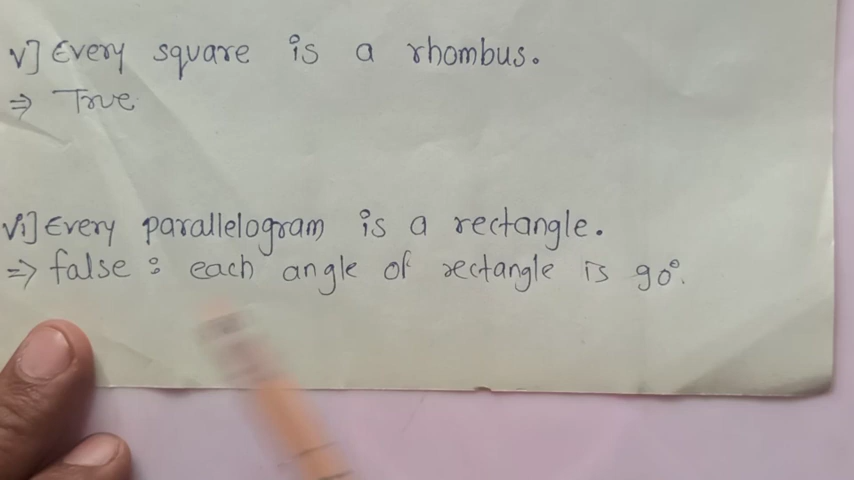 v] Every square is a rhombus.
⇒ True
vi] Every parallelogram is a rectangle.
⇒ false : each angle of rectangle is 90°.